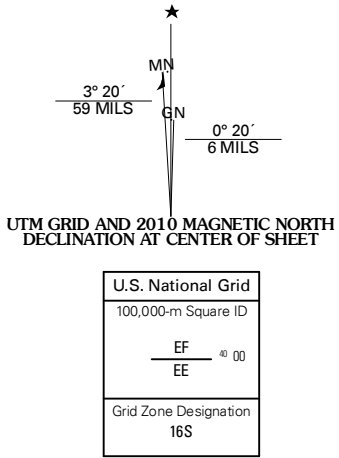 MN
3° 20´
59 MILS
GN
0° 20´
6 MILS
UTM GRID AND 2010 MAGNETIC NORTH
DECLINATION AT CENTER OF SHEET
U.S. National Grid
100,000-m Square ID
EF
40 00
EE
Grid Zone Designation
16S